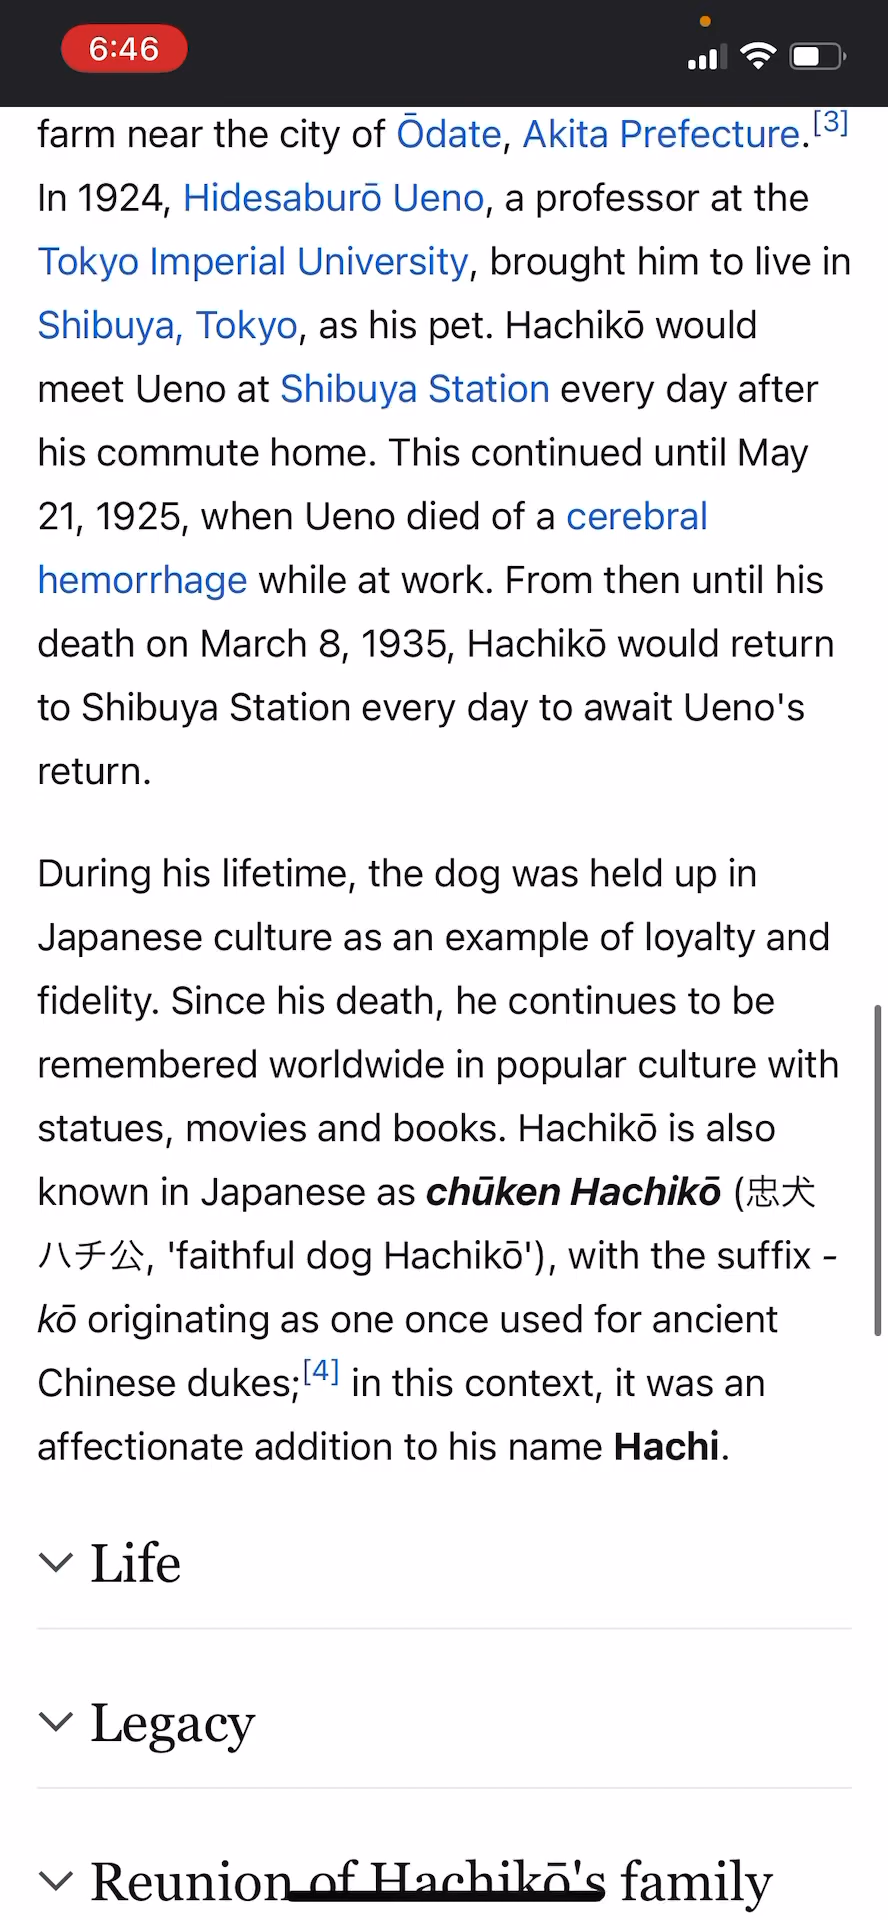 6:46
farm near the city of Ōdate, Akita Prefecture.[3]
In 1924, Hidesaburō Ueno, a professor at the
Tokyo Imperial University, brought him to live in
Shibuya, Tokyo, as his pet. Hachikō would
meet Ueno at Shibuya Station every day after
his commute home. This continued until May
21, 1925, when Ueno died of a cerebral
hemorrhage while at work. From then until his
death on March 8, 1935, Hachikō would return
to Shibuya Station every day to await Ueno's
return.
During his lifetime, the dog was held up in
Japanese culture as an example of loyalty and
fidelity. Since his death, he continues to be
remembered worldwide in popular culture with
statues, movies and books. Hachikō is also
known in Japanese as chūken Hachikō (忠犬
ハチ公, 'faithful dog Hachikō'), with the suffix -
kō originating as one once used for ancient
Chinese dukes;[4] in this context, it was an
affectionate addition to his name Hachi.
Life
Legacy
Reunion of Hachikō's family